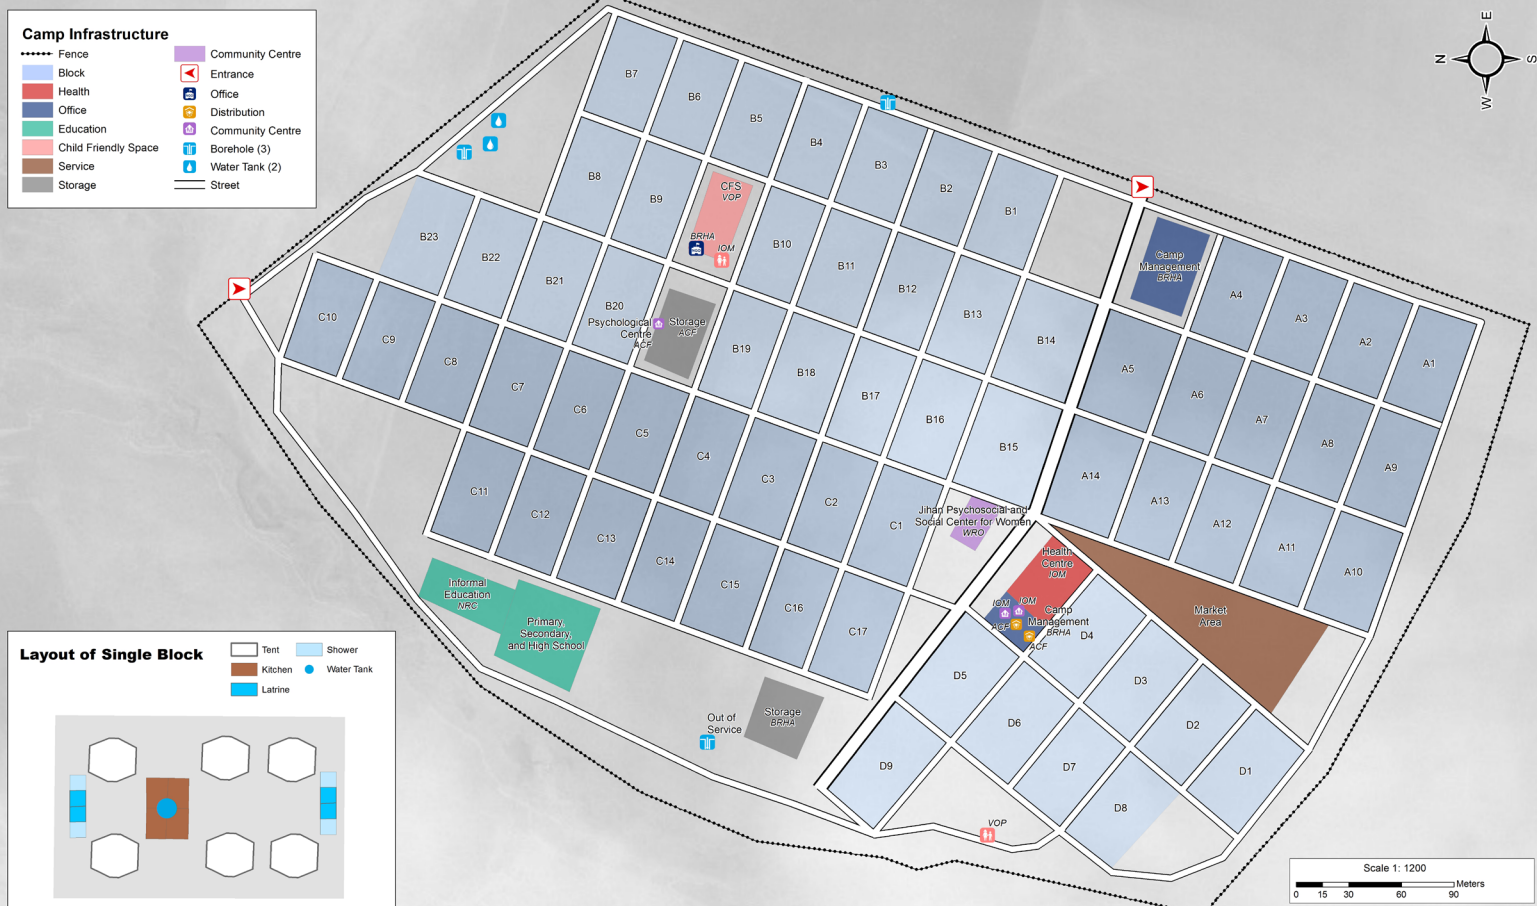 Camp Infrastructure
Fence
Block
Health
Office
Education
Child Friendly Space
Service
Storage
Community Centre
Entrance
Office
Distribution
Community Centre
Borehole (3)
Water Tank (2)
Street
E
N
S
W
B7
B6
B5
B4
B3
B2
B1
B8
B9
CFS
VOP
BRHA
IOM
B10
B11
B12
B13
B14
B23
B22
B21
B20
Psychological
Centre
ACF
Storage
ACF
B19
B18
B17
B16
B15
Camp
Management
BRHA
A4
A3
A2
A1
A5
A6
A7
A8
A9
A14
A13
A12
A11
A10
C10
C9
C8
C7
C6
C5
C4
C3
C2
C1
C11
C12
C13
C14
C15
C16
C17
Jihan Psychosocial and
Social Center for Women
WRO
Health
Centre
IOM
IOM
IOM
ACF
Camp
Management
BRHA
ACF
Market
Area
Informal
Education
NRC
Primary,
Secondary,
and High School
Out of
Service
Storage
BRHA
D4
D5
D3
D6
D2
D9
D7
D1
D8
VOP
Layout of Single Block
Tent
Kitchen
Latrine
Shower
Water Tank
Scale 1: 1200
Meters
0 15 30 60 90